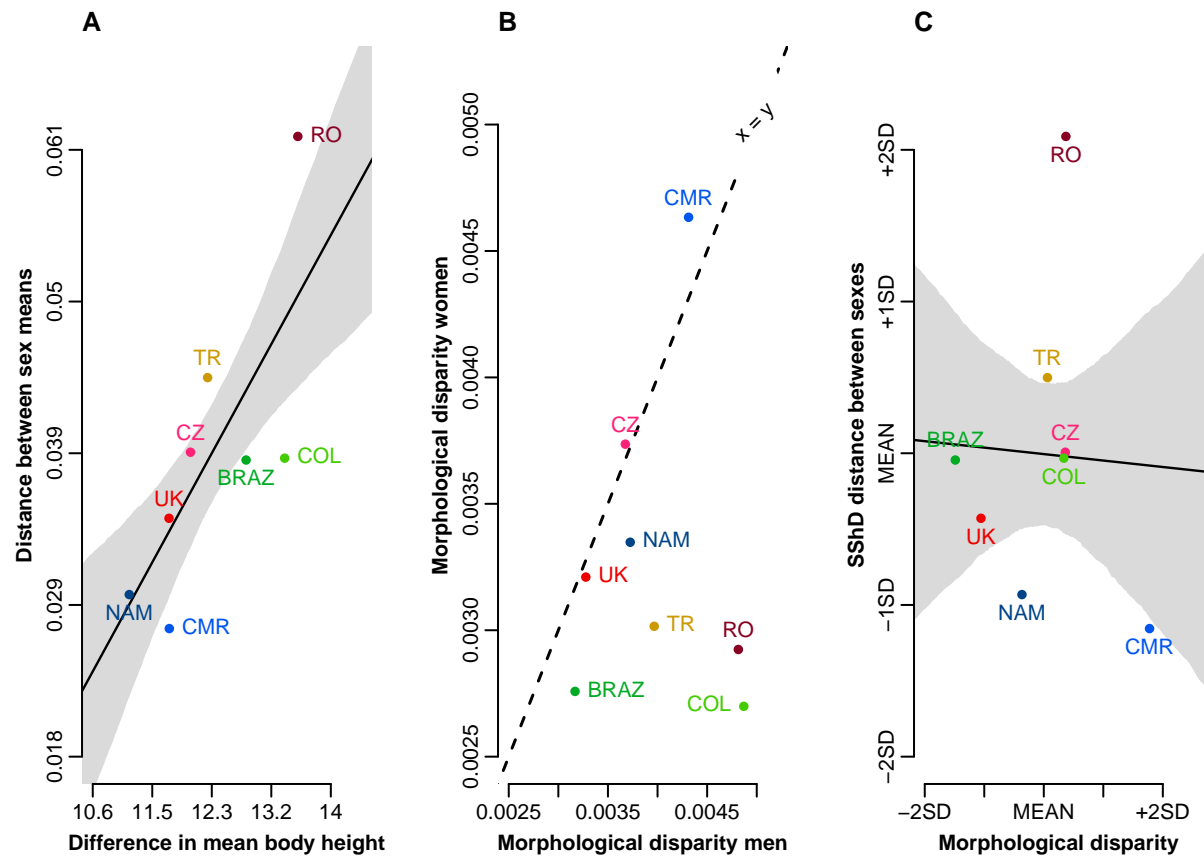 A
Distance between sex means
0.061
0.05
0.039
0.029
0.018
RO
TR
CZ
BRAZ
COL
UK
NAM
CMR
10.6 11.5 12.3 13.2 14
Difference in mean body height
B
Morphological disparity women
0.0050
0.0045
0.0040
0.0035
0.0030
0.0025
x = y
CMR
CZ
NAM
UK
TR
RO
BRAZ
COL
0.0025 0.0035 0.0045
Morphological disparity men
C
SShD distance between sexes
+2SD
+1SD
MEAN
−1SD
−2SD
RO
TR
BRAZ
CZ
COL
UK
NAM
CMR
−2SD MEAN +2SD
Morphological disparity